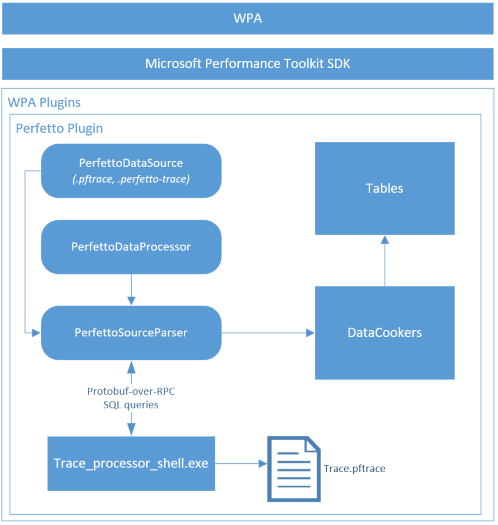 WPA
Microsoft Performance Toolkit SDK
WPA Plugins
Perfetto Plugin
PerfettoDataSource
(.pftrace, .perfetto-trace)
Tables
PerfettoDataProcessor
PerfettoSourceParser
DataCookers
Protobuf-over-RPC
SQL queries
Trace_processor_shell.exe
Trace.pftrace